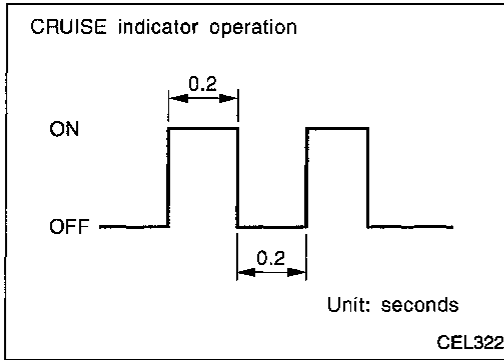 CRUISE indicator operation
0.2
ON
OFF
0.2
Unit: seconds
CEL322